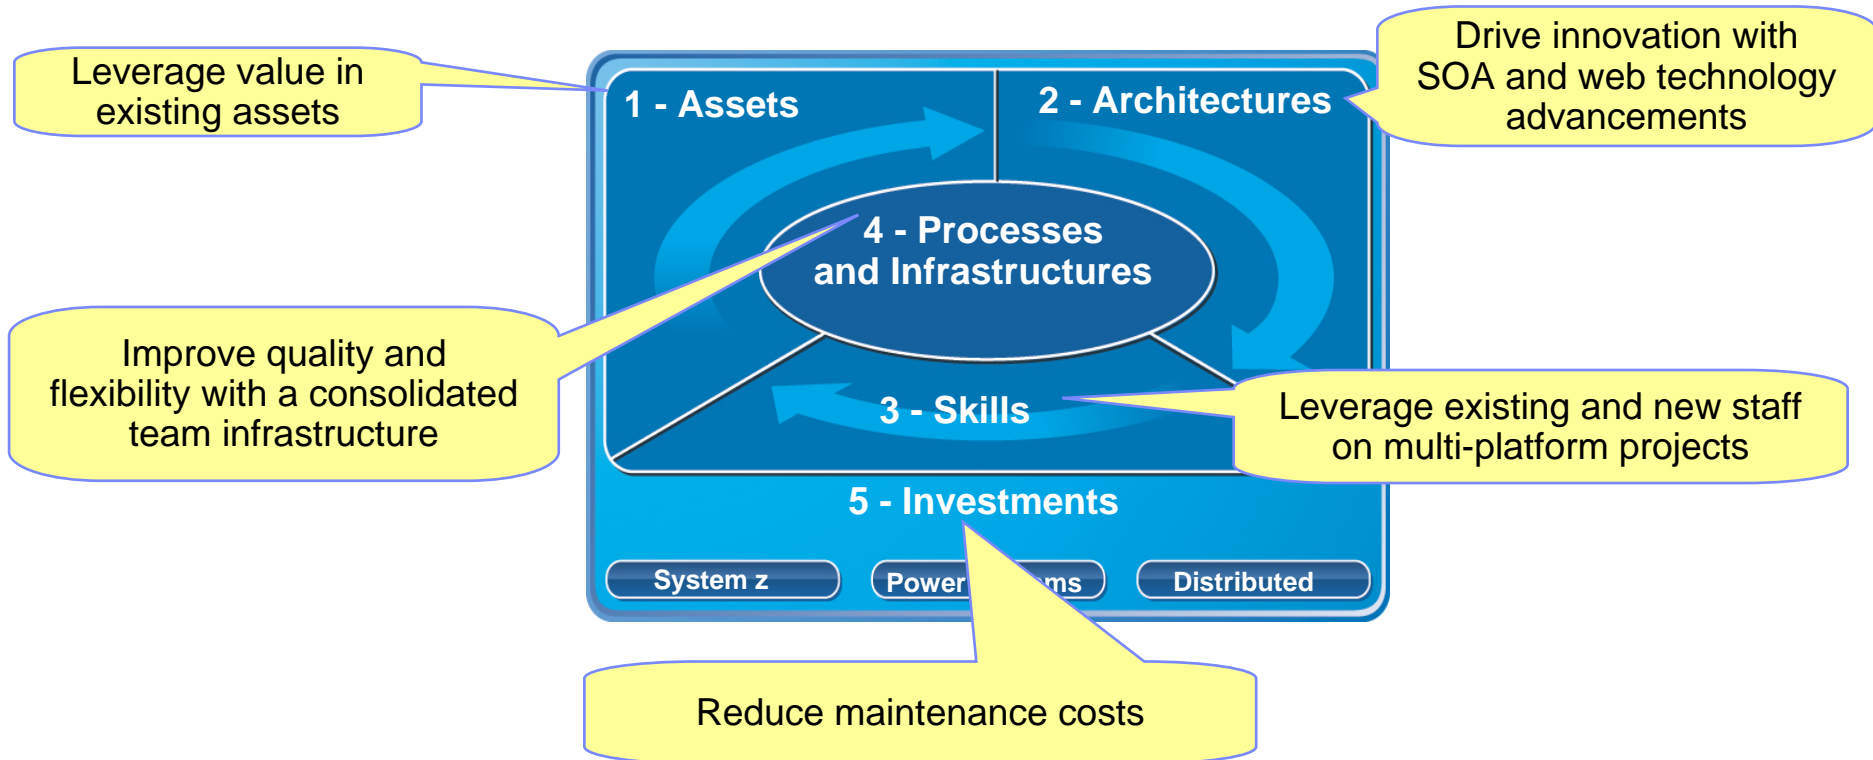 Leverage value in
existing assets
1 - Assets
2 - Architectures
Drive innovation with
SOA and web technology
advancements
4 - Processes
and Infrastructures
Improve quality and
flexibility with a consolidated
team infrastructure
3 - Skills
Leverage existing and new staff
on multi-platform projects
5 - Investments
System z
Power
Distributed
Reduce maintenance costs